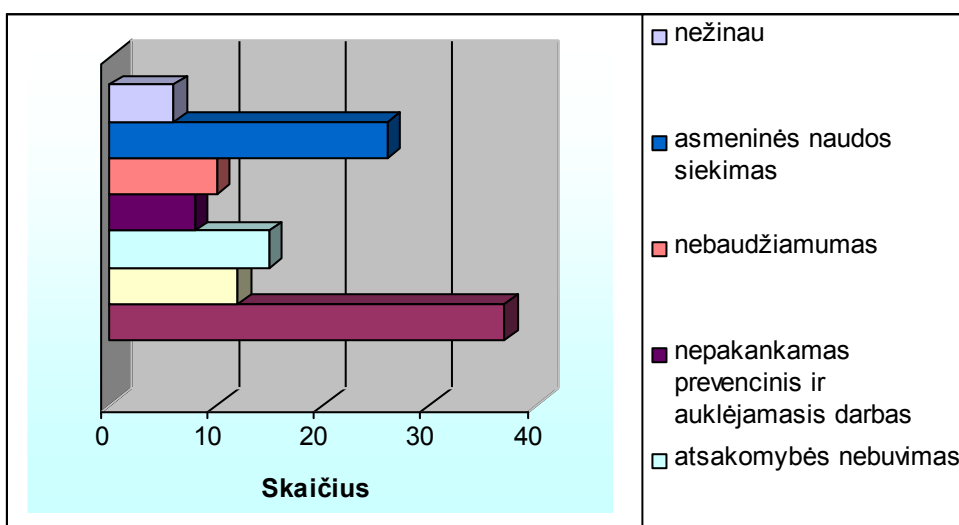 0 10 20 30 40
Skaičius
nežinau
asmeninės naudos
siekimas
nebaudžiamumas
nepakankamas
prevencinis ir
auklėjamasis darbas
atsakomybės nebuvimas